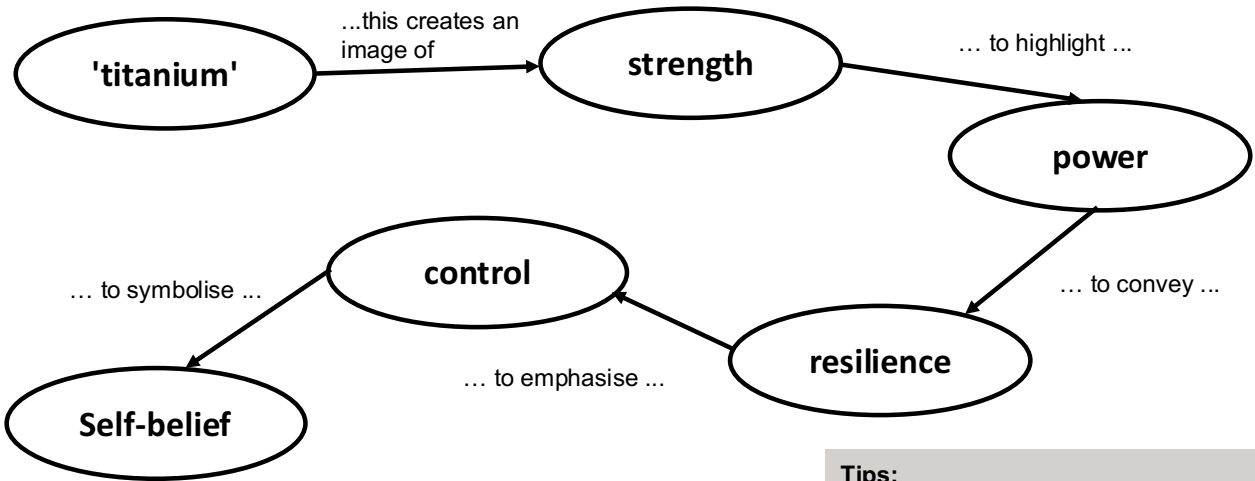 'titanium'
...this creates an
image of
strength
... to highlight ...
power
... to convey ...
resilience
... to emphasise ...
control
... to symbolise ...
Self-belief
Tips: